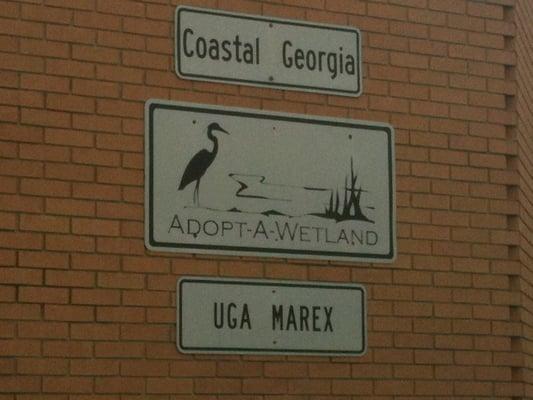 Coastal Georgia
ADOPT-A-WETLAND
UGA MAREX